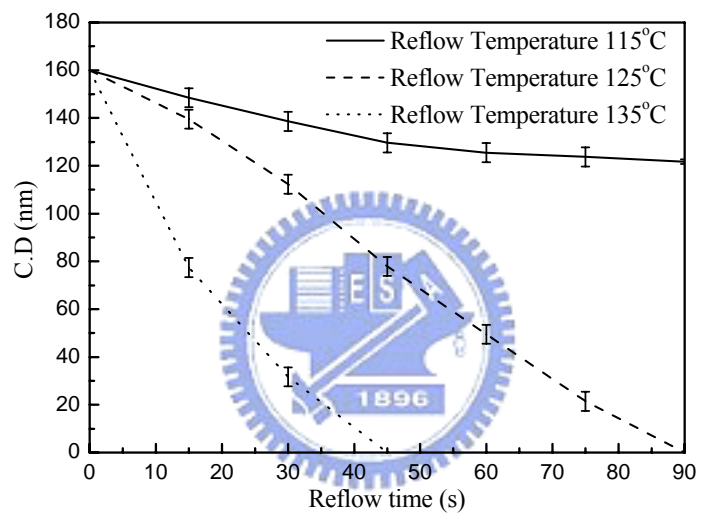 180
160
140
120
100
80
60
40
20
0
C.D (nm)
Reflow Temperature 115°C
Reflow Temperature 125°C
Reflow Temperature 135°C
E S A
1896
0 10 20 30 40 50 60 70 80 90
Reflow time (s)